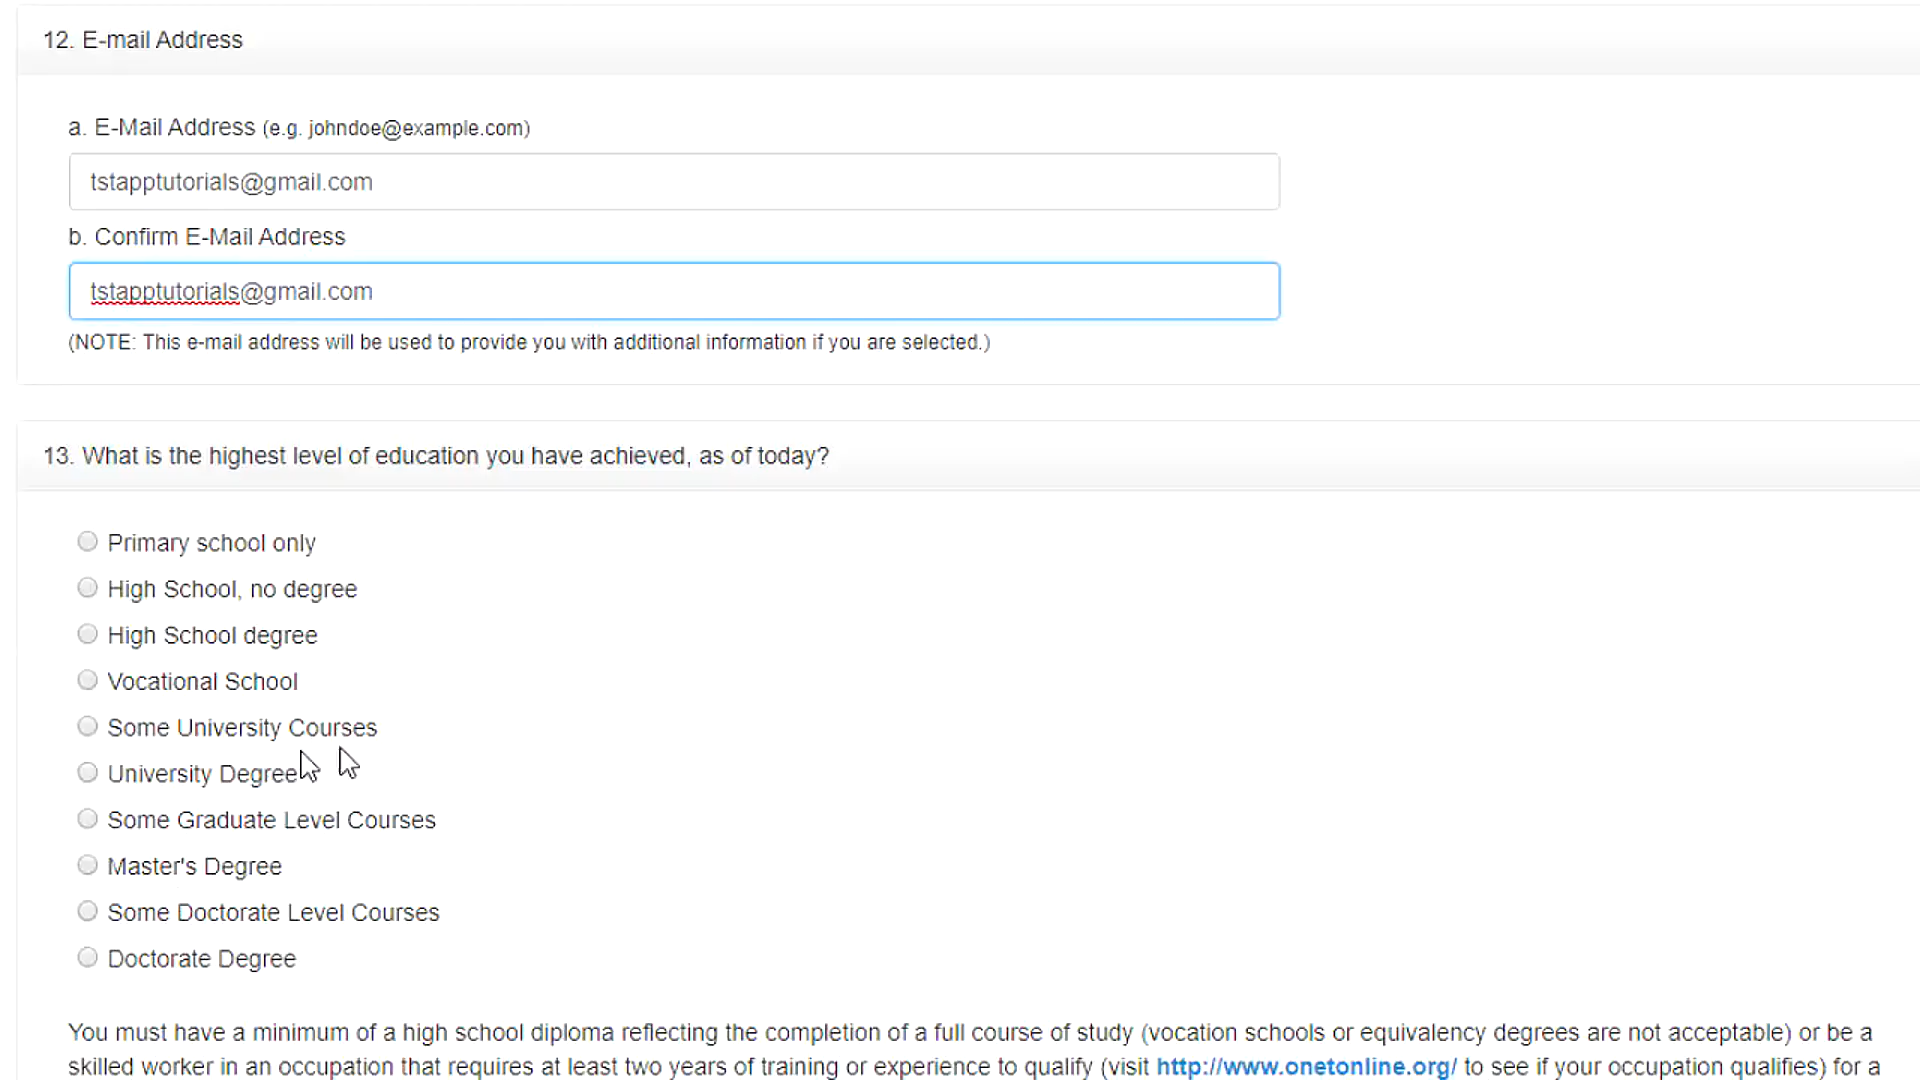 12. E-mail Address
a. E-Mail Address (e.g. johndoe@example.com)
tstapptutorials@gmail.com
b. Confirm E-Mail Address
tstapptutorials@gmail.com
(NOTE: This e-mail address will be used to provide you with additional information if you are selected.)
13. What is the highest level of education you have achieved, as of today?
Primary school only
High School, no degree
High School degree
Vocational School
Some University Courses
University Degree
Some Graduate Level Courses
Master's Degree
Some Doctorate Level Courses
Doctorate Degree
You must have a minimum of a high school diploma reflecting the completion of a full course of study (vocation schools or equivalency degrees are not acceptable) or be a
skilled worker in an occupation that requires at least two years of training or experience to qualify (visit http://www.onetonline.org/ to see if your occupation qualifies) for a